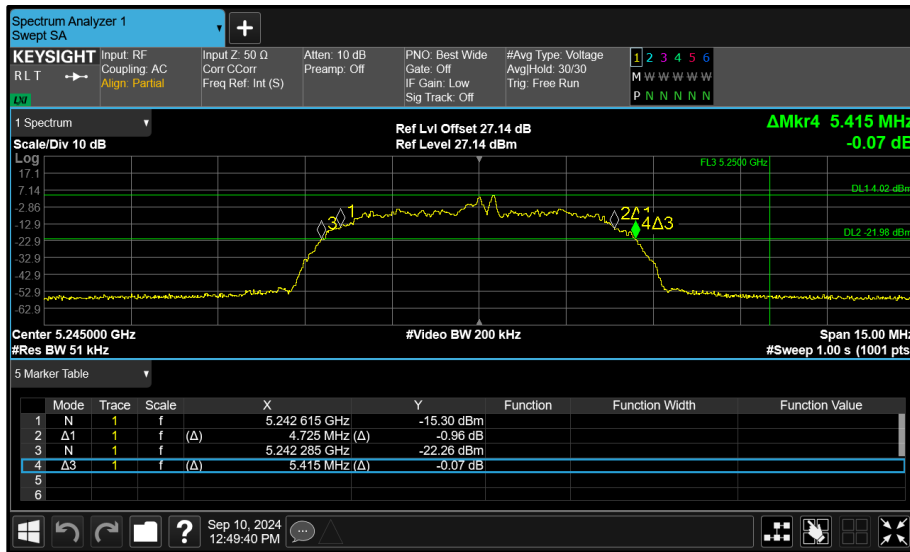 Spectrum Analyzer 1
Swept SA
KEYSIGHT
RLT
LXI
Input: RF
Coupling: AC
Align: Partial
Input Z: 50 Ω
Corr CCorr
Freq Ref: Int (S)
Atten: 10 dB
Preamp: Off
PNO: Best Wide
Gate: Off
IF Gain: Low
Sig Track: Off
#Avg Type: Voltage
Avg|Hold: 30/30
Trig: Free Run
1 2 3 4 5 6
M W W W W W
P N N N N N
1 Spectrum
Scale/Div 10 dB
Ref Lvl Offset 27.14 dB
Ref Level 27.14 dBm
ΔMkr4 5.415 MHz
-0.07 dB
Log
17.1
7.14
-2.86
-12.9
-22.9
-32.9
-42.9
-52.9
-62.9
FL3 5.2500 GHz
DL1 4.02 dBm
DL2 -21.98 dBm
3
1
2Δ1
4Δ3
Center 5.245000 GHz
#Video BW 200 kHz
Span 15.00 MHz
#Res BW 51 kHz
#Sweep 1.00 s (1001 pts
5 Marker Table
Mode Trace Scale X Y Function Function Width Function Value
1 N 1 f 5.242 615 GHz -15.30 dBm
2 Δ1 1 f (Δ) 4.725 MHz (Δ) -0.96 dB
3 N 1 f 5.242 285 GHz -22.26 dBm
4 Δ3 1 f (Δ) 5.415 MHz (Δ) -0.07 dB
5
6
?
Sep 10, 2024
12:49:40 PM